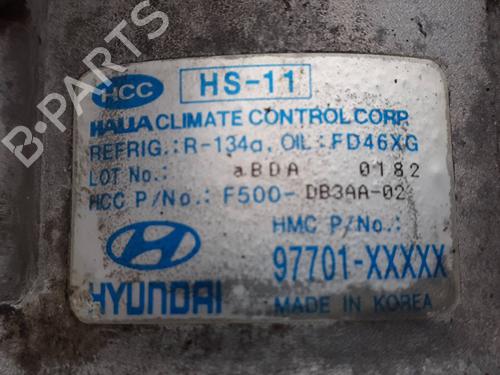 HCC HS-11
HALLA CLIMATE CONTROL CORP.
REFRIG.: R-134a. OIL: FD46XG
LOT No.: aBDA 0182
HCC P/No.: F500-DB3AA-02
HMC P/No.:
97701-XXXXX
HYUNDAI
MADE IN KOREA
B-PARTS